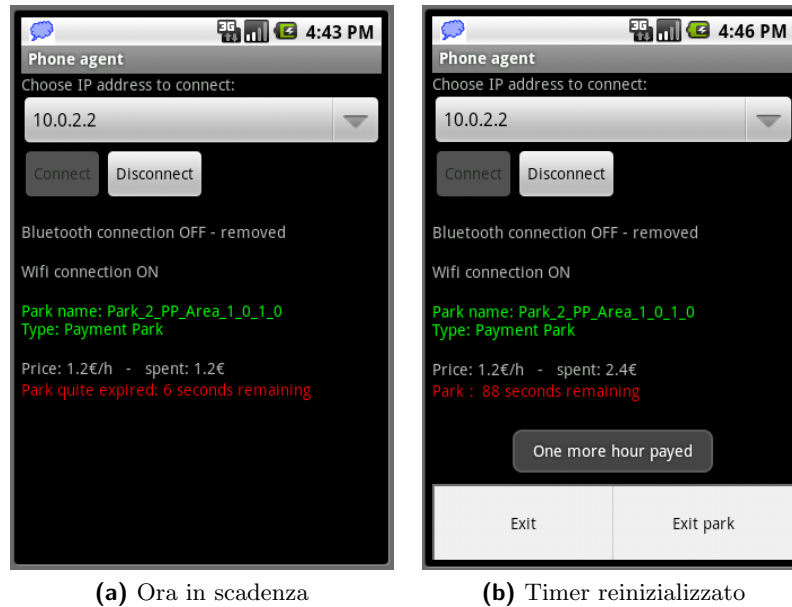 3G 4:43 PM
Phone agent
Choose IP address to connect:
10.0.2.2
Connect Disconnect
Bluetooth connection OFF - removed
Wifi connection ON
Park name: Park_2_PP_Area_1_0_1_0
Type: Payment Park
Price: 1.2€/h - spent: 1.2€
Park quite expired: 6 seconds remaining
(a) Ora in scadenza
3G 4:46 PM
Phone agent
Choose IP address to connect:
10.0.2.2
Connect Disconnect
Bluetooth connection OFF - removed
Wifi connection ON
Park name: Park_2_PP_Area_1_0_1_0
Type: Payment Park
Price: 1.2€/h - spent: 2.4€
Park : 88 seconds remaining
One more hour payed
Exit Exit park
(b) Timer reinizializzato